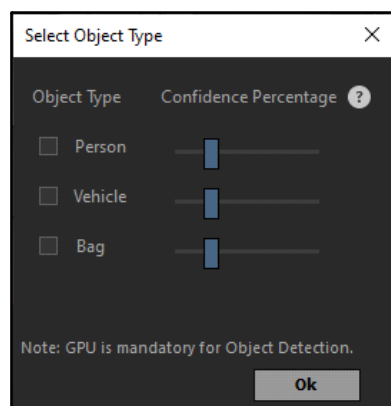 Select Object Type
Object Type Confidence Percentage ?
Person
Vehicle
Bag
Note: GPU is mandatory for Object Detection.
Ok